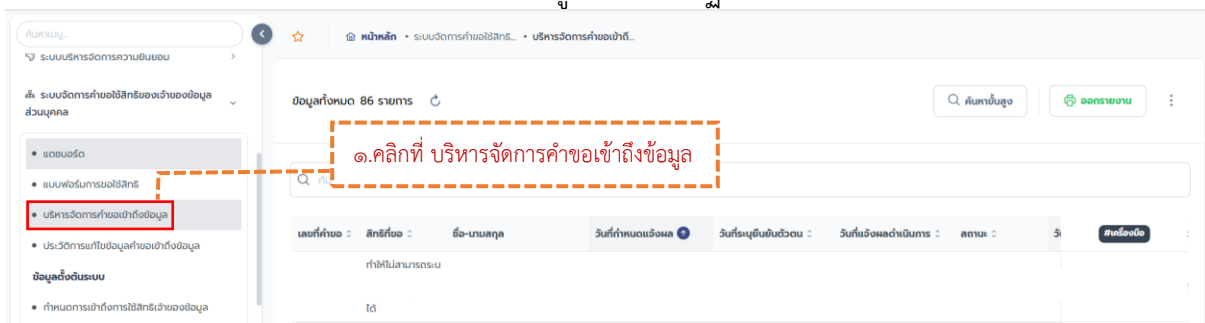 ค้นหาเมนู..
☆ หน้าหลัก • ระบบจัดการคำขอใช้สิทธิ... • บริหารจัดการคำขอเข้าถึ...
ระบบบริหารจัดการความยินยอม
ระบบจัดการคำขอใช้สิทธิของเจ้าของข้อมูล
ส่วนบุคคล
ข้อมูลทั้งหมด 86 รายการ
ค้นหาขั้นสูง
ออกรายงาน
• แดชบอร์ด
• แบบฟอร์มการขอใช้สิทธิ
• บริหารจัดการคำขอเข้าถึงข้อมูล
• ประวัติการแก้ไขข้อมูลคำขอเข้าถึงข้อมูล
ข้อมูลตั้งต้นระบบ
• กำหนดการเข้าถึงการใช้สิทธิเจ้าของข้อมูล
๑.คลิกที่ บริหารจัดการคำขอเข้าถึงข้อมูล
เลขที่คำขอ สิทธิที่ขอ ชื่อ-นามสกุล วันที่กำหนดแจ้งผล วันที่ระบุยืนยันตัวตน วันที่แจ้งผลดำเนินการ สถานะ #เครื่องมือ
ทำให้ไม่สามารถระบุ
ได้